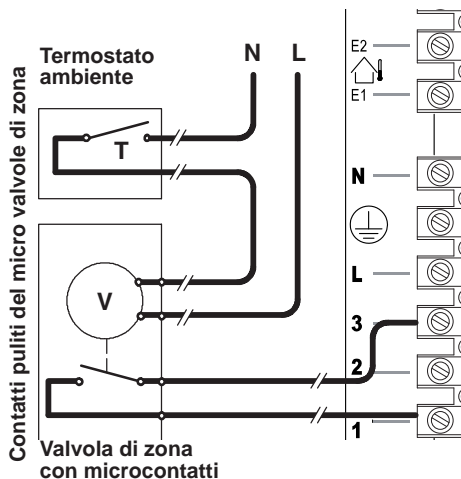 Termostato
ambiente
N L
T
V
Contatti puliti del micro valvole di zona
Valvola di zona
con microcontatti
E2
E1
N
L
3
2
1